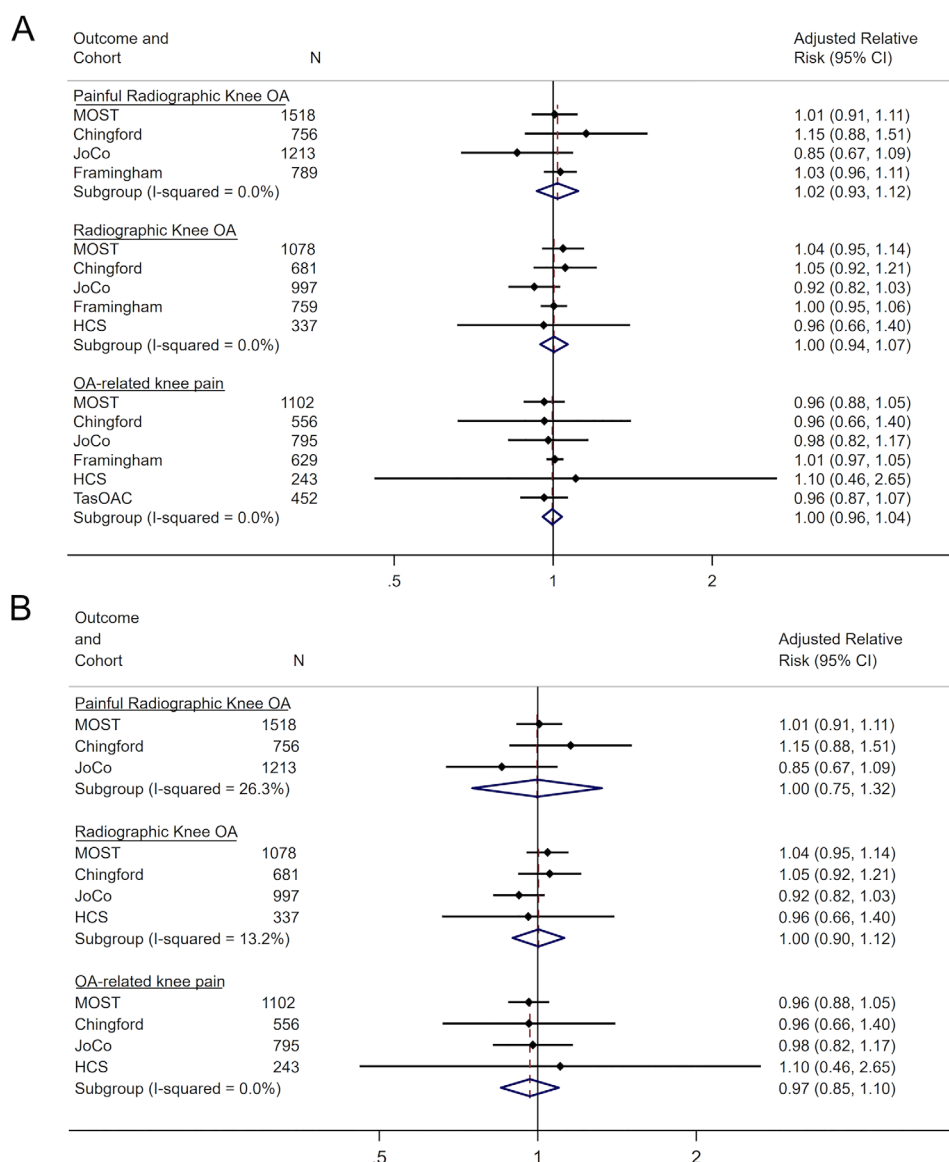 A
Outcome and
Cohort N Adjusted Relative
Risk (95% CI)
Painful Radiographic Knee OA
MOST 1518 1.01 (0.91, 1.11)
Chingford 756 1.15 (0.88, 1.51)
JoCo 1213 0.85 (0.67, 1.09)
Framingham 789 1.03 (0.96, 1.11)
Subgroup (I-squared = 0.0%) 1.02 (0.93, 1.12)
Radiographic Knee OA
MOST 1078 1.04 (0.95, 1.14)
Chingford 681 1.05 (0.92, 1.21)
JoCo 997 0.92 (0.82, 1.03)
Framingham 759 1.00 (0.95, 1.06)
HCS 337 0.96 (0.66, 1.40)
Subgroup (I-squared = 0.0%) 1.00 (0.94, 1.07)
OA-related knee pain
MOST 1102 0.96 (0.88, 1.05)
Chingford 556 0.96 (0.66, 1.40)
JoCo 795 0.98 (0.82, 1.17)
Framingham 629 1.01 (0.97, 1.05)
HCS 243 1.10 (0.46, 2.65)
TasOAC 452 0.96 (0.87, 1.07)
Subgroup (I-squared = 0.0%) 1.00 (0.96, 1.04)
.5 1 2
B
Outcome
and
Cohort N Adjusted Relative
Risk (95% CI)
Painful Radiographic Knee OA
MOST 1518 1.01 (0.91, 1.11)
Chingford 756 1.15 (0.88, 1.51)
JoCo 1213 0.85 (0.67, 1.09)
Subgroup (I-squared = 26.3%) 1.00 (0.75, 1.32)
Radiographic Knee OA
MOST 1078 1.04 (0.95, 1.14)
Chingford 681 1.05 (0.92, 1.21)
JoCo 997 0.92 (0.82, 1.03)
HCS 337 0.96 (0.66, 1.40)
Subgroup (I-squared = 13.2%) 1.00 (0.90, 1.12)
OA-related knee pain
MOST 1102 0.96 (0.88, 1.05)
Chingford 556 0.96 (0.66, 1.40)
JoCo 795 0.98 (0.82, 1.17)
HCS 243 1.10 (0.46, 2.65)
Subgroup (I-squared = 0.0%) 0.97 (0.85, 1.10)
.5 1 2